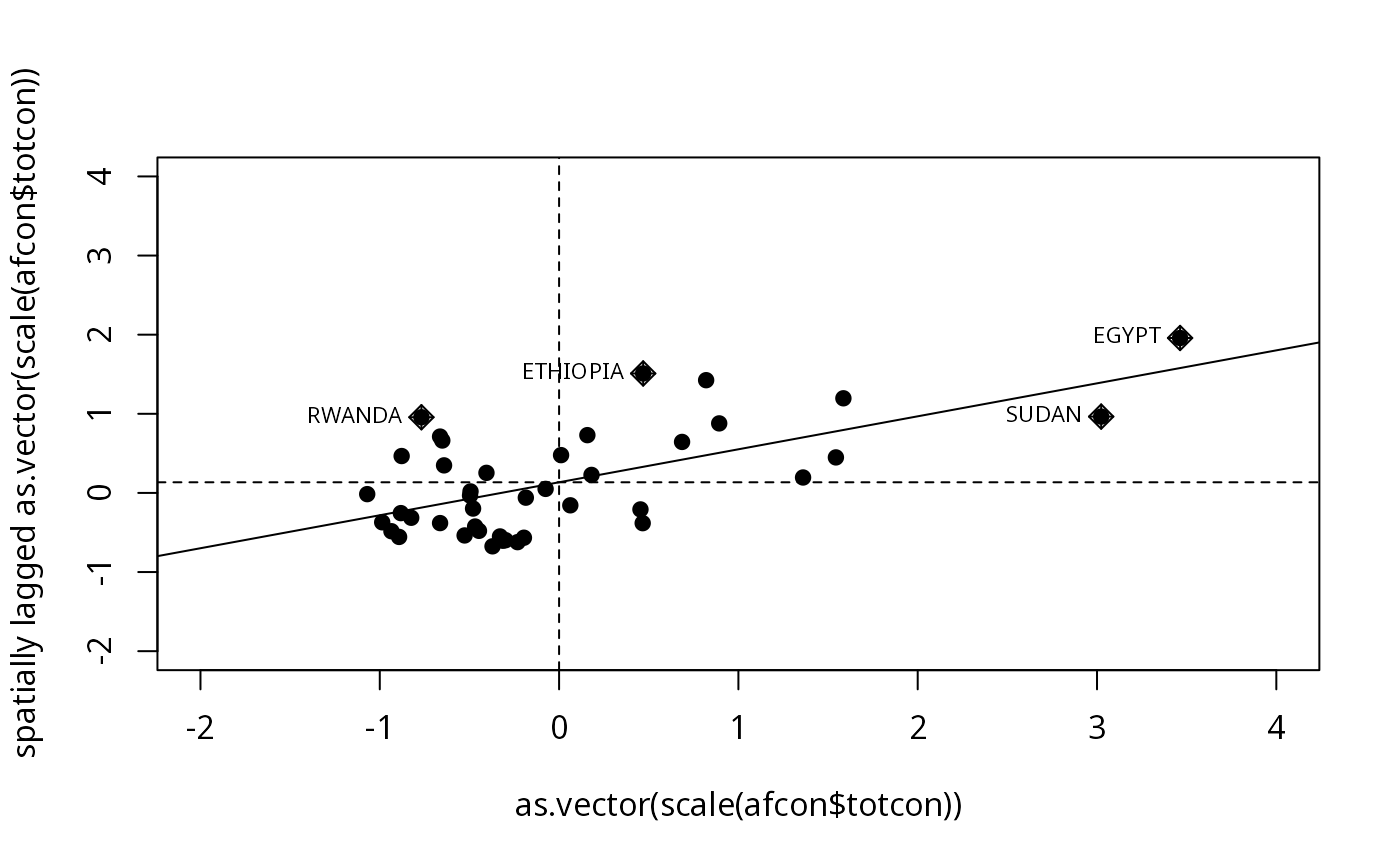 spatially lagged as.vector(scale(afcon$totcon))
4
3
2
1
0
-1
-2
EGYPT
ETHIOPIA
RWANDA
SUDAN
-2 -1 0 1 2 3 4
as.vector(scale(afcon$totcon))